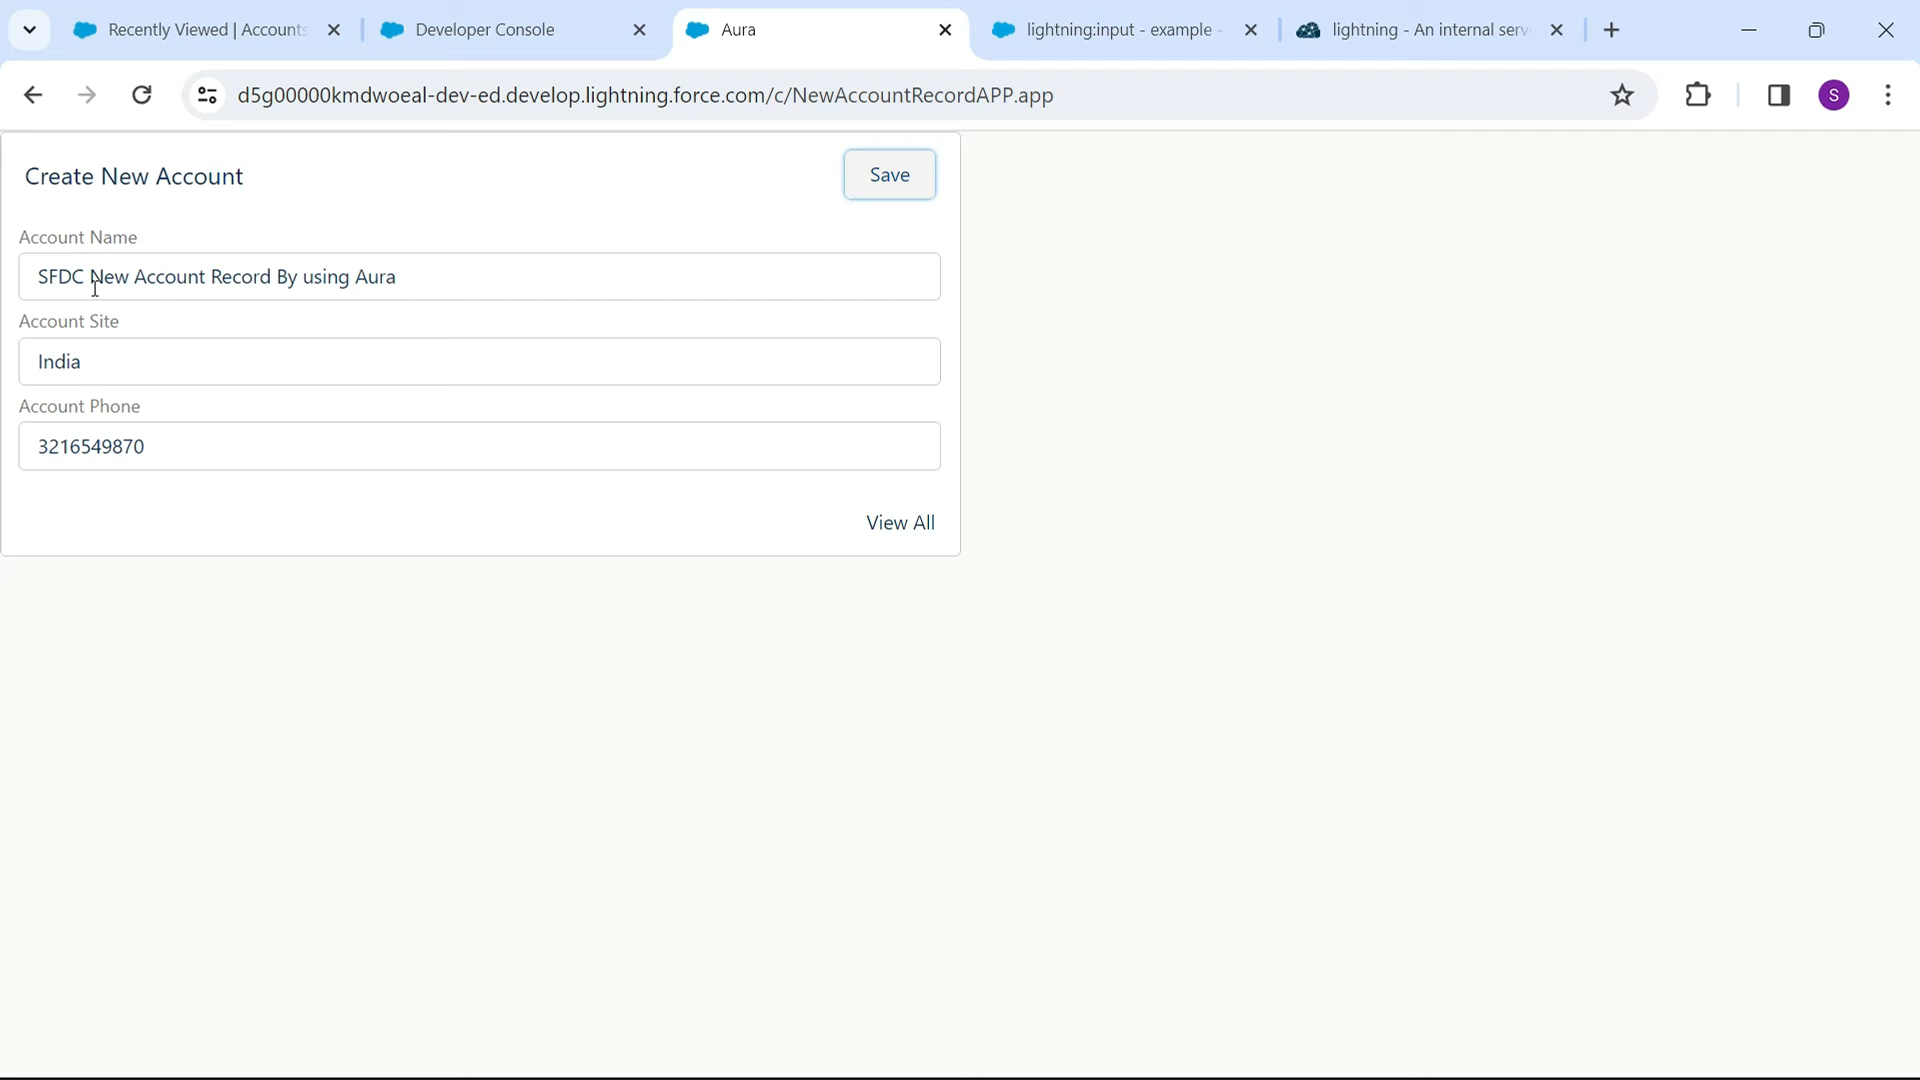 Recently Viewed | Accounts
Developer Console
Aura
lightning:input - example -
lightning - An internal serv
d5g00000kmdwoeal-dev-ed.develop.lightning.force.com/c/NewAccountRecordAPP.app
S
Create New Account
Save
Account Name
SFDC New Account Record By using Aura
Account Site
India
Account Phone
3216549870
View All